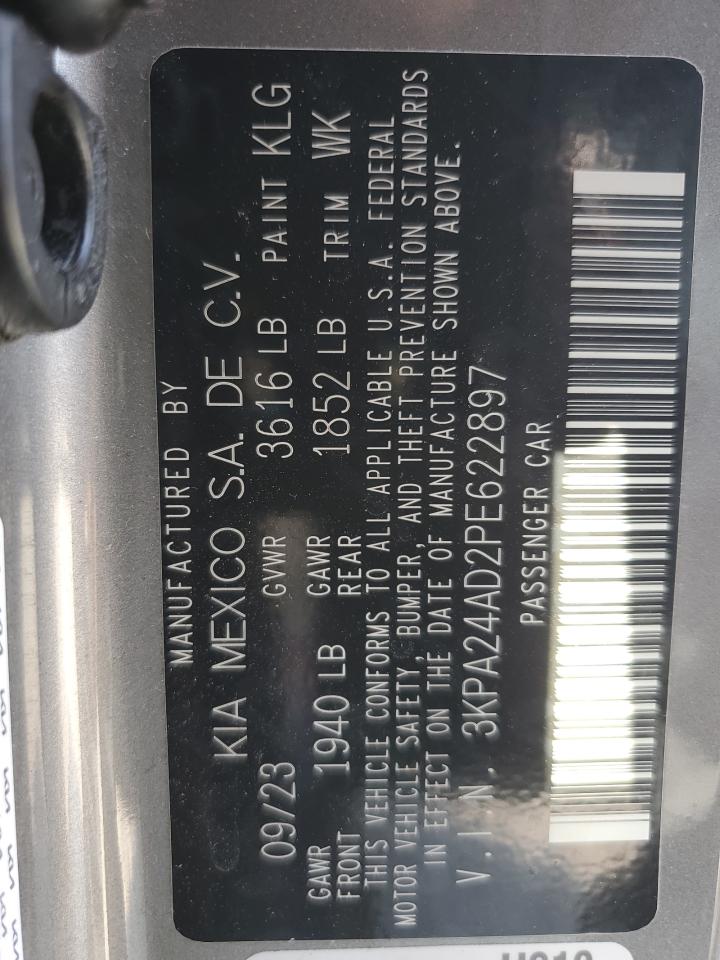 MANUFACTURED BY
KIA MEXICO S.A. DE C.V.
09/23 GVWR 3616 LB PAINT KLG
GAWR FRONT 1940 LB GAWR REAR 1852 LB TRIM WK
THIS VEHICLE CONFORMS TO ALL APPLICABLE U.S.A. FEDERAL
MOTOR VEHICLE SAFETY, BUMPER, AND THEFT PREVENTION STANDARDS
IN EFFECT ON THE DATE OF MANUFACTURE SHOWN ABOVE.
V.I.N. 3KPA24AD2PE622897
PASSENGER CAR